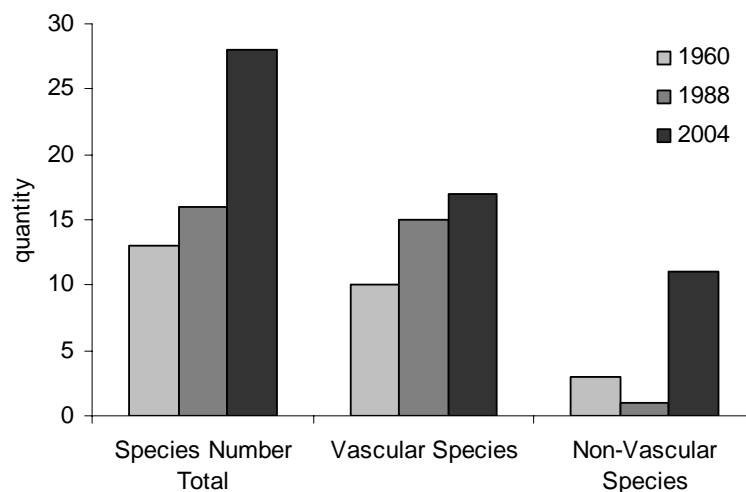 30
25
20
15
10
5
0
quantity
1960
1988
2004
Species Number
Total
Vascular Species
Non-Vascular
Species